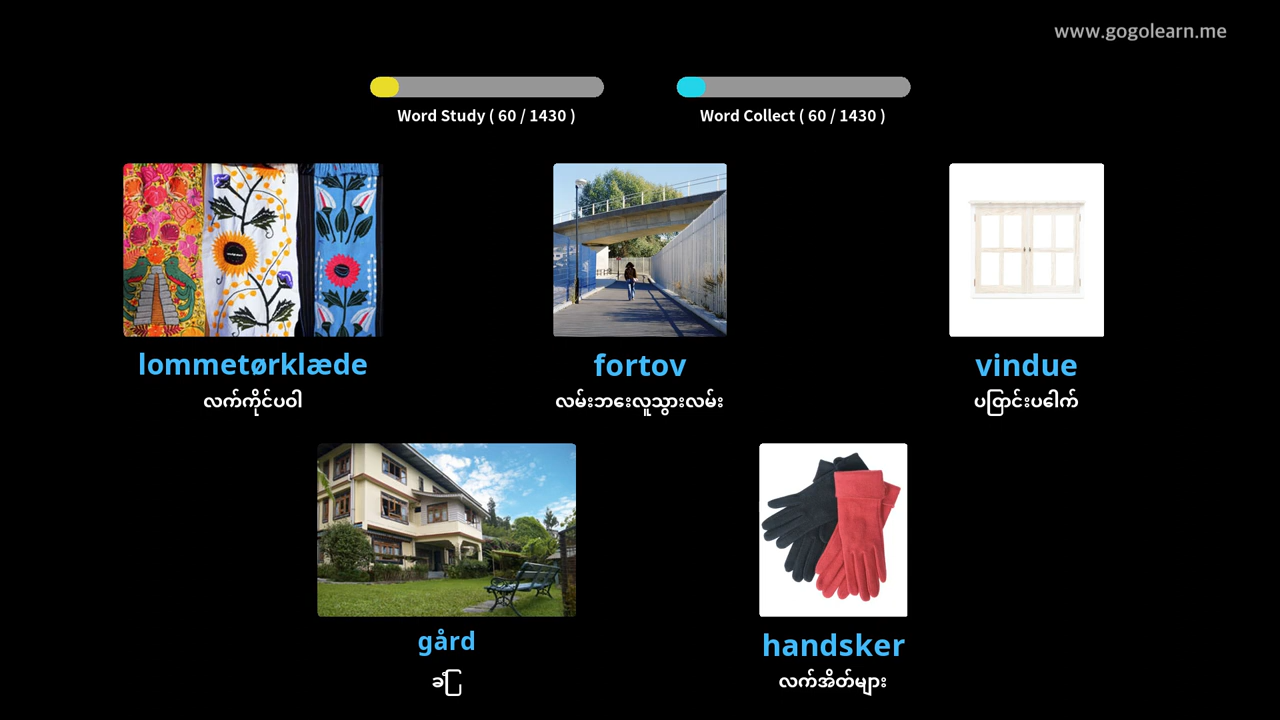 www.gogolearn.me
Word Study ( 60 / 1430 )
Word Collect ( 60 / 1430 )
lommetørklæde
လက်ကိုင်ပဝါ
fortov
လမ်းဘေးလူသွားလမ်း
vindue
ပြတင်းပေါက်
gård
ခြံ
handsker
လက်အိတ်များ